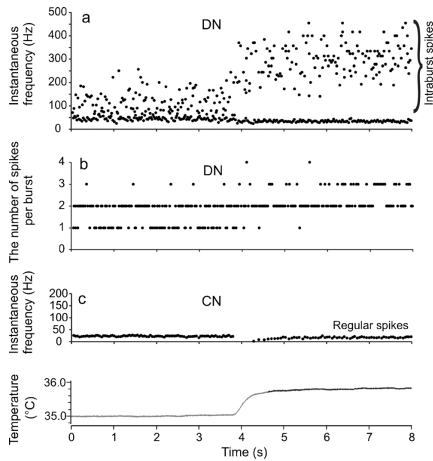 a
DN
Instantaneous
frequency (Hz)
500
400
300
200
100
0
Intraburst spikes
b
DN
The number of spikes
per burst
4
3
2
1
0
c
CN
Instantaneous
frequency (Hz)
200
150
100
50
0
Regular spikes
Temperature
(°C)
36.0
35.0
0 1 2 3 4 5 6 7 8
Time (s)